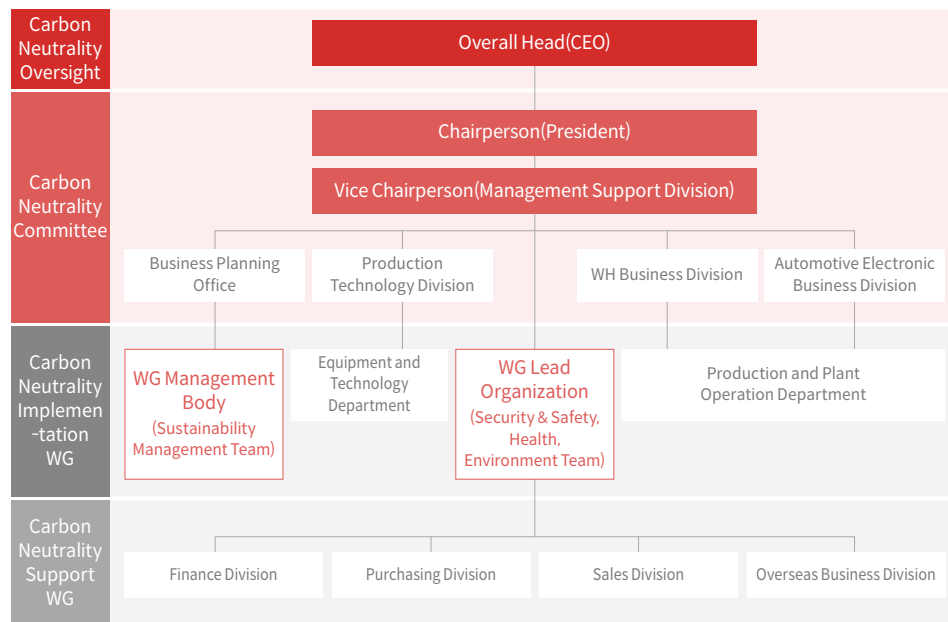 Carbon
Neutrality
Oversight
Overall Head(CEO)
Carbon
Neutrality
Committee
Chairperson(President)
Vice Chairperson(Management Support Division)
Business Planning
Office
Production
Technology Division
WH Business Division
Automotive Electronic
Business Division
Carbon
Neutrality
Implemen
-tation
WG
WG Management
Body
(Sustainability
Management Team)
Equipment and
Technology
Department
WG Lead
Organization
(Security & Safety,
Health,
Environment Team)
Production and Plant
Operation Department
Carbon
Neutrality
Support
WG
Finance Division
Purchasing Division
Sales Division
Overseas Business Division